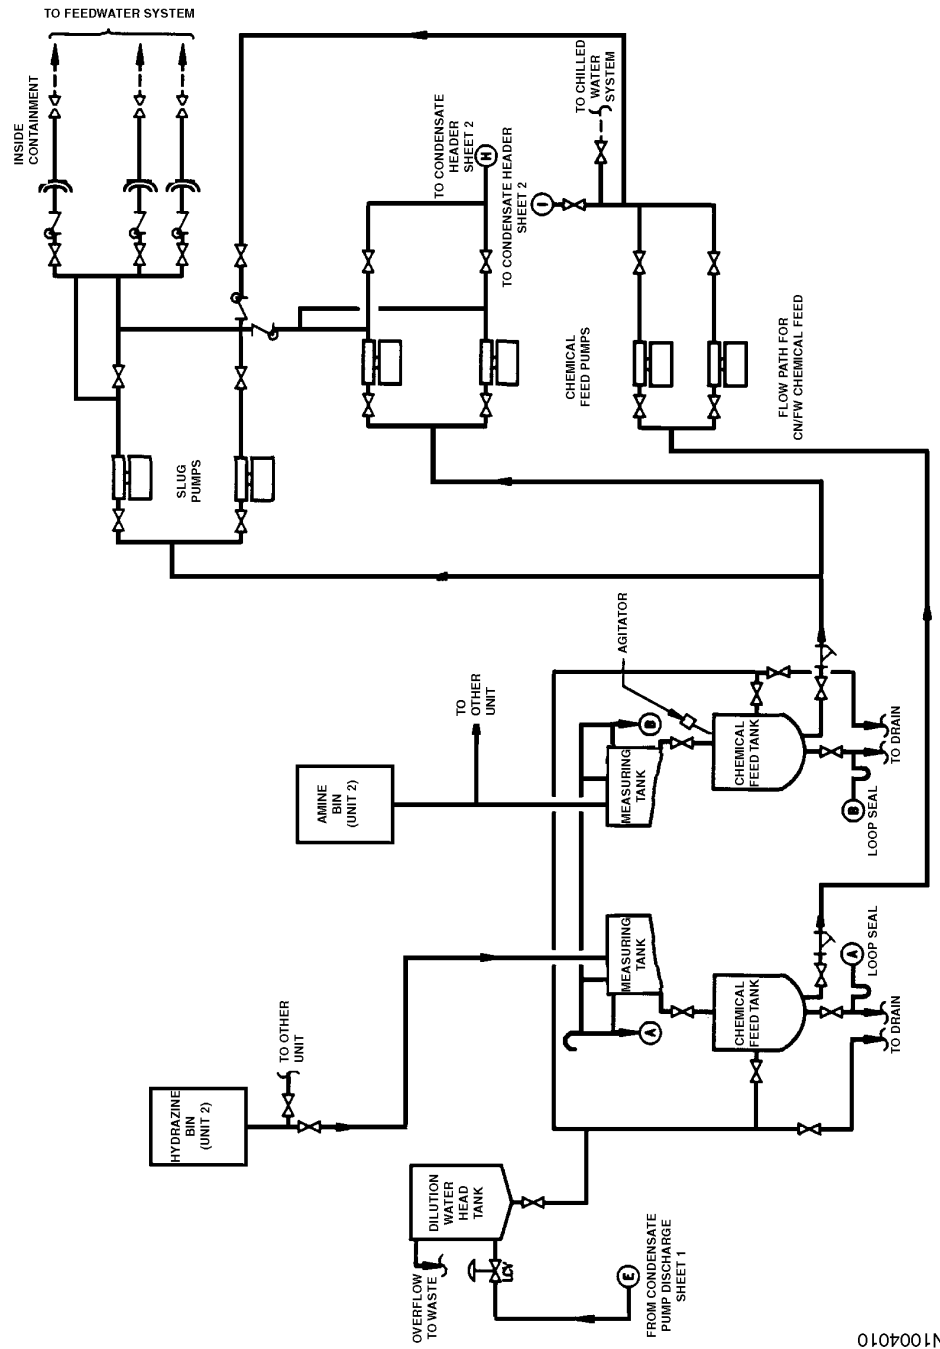 TO FEEDWATER SYSTEM
INSIDE
CONTAINMENT
TO CHILLED
WATER
SYSTEM
TO CONDENSATE
HEADER
SHEET 2
H
TO CONDENSATE HEADER
SHEET 2
I
CHEMICAL
FEED PUMPS
FLOW PATH FOR
CN/FW CHEMICAL FEED
SLUG
PUMPS
AGITATOR
TO
OTHER
UNIT
B
AMINE
BIN
(UNIT 2)
MEASURING
TANK
CHEMICAL
FEED TANK
TO DRAIN
B
LOOP SEAL
MEASURING
TANK
A
CHEMICAL
FEED TANK
A
LOOP SEAL
TO DRAIN
TO OTHER
UNIT
HYDRAZINE
BIN
(UNIT 2)
DILUTION
WATER
HEAD
TANK
OVERFLOW
TO WASTE
LCV
E
FROM CONDENSATE
PUMP DISCHARGE
SHEET 1
N1004010